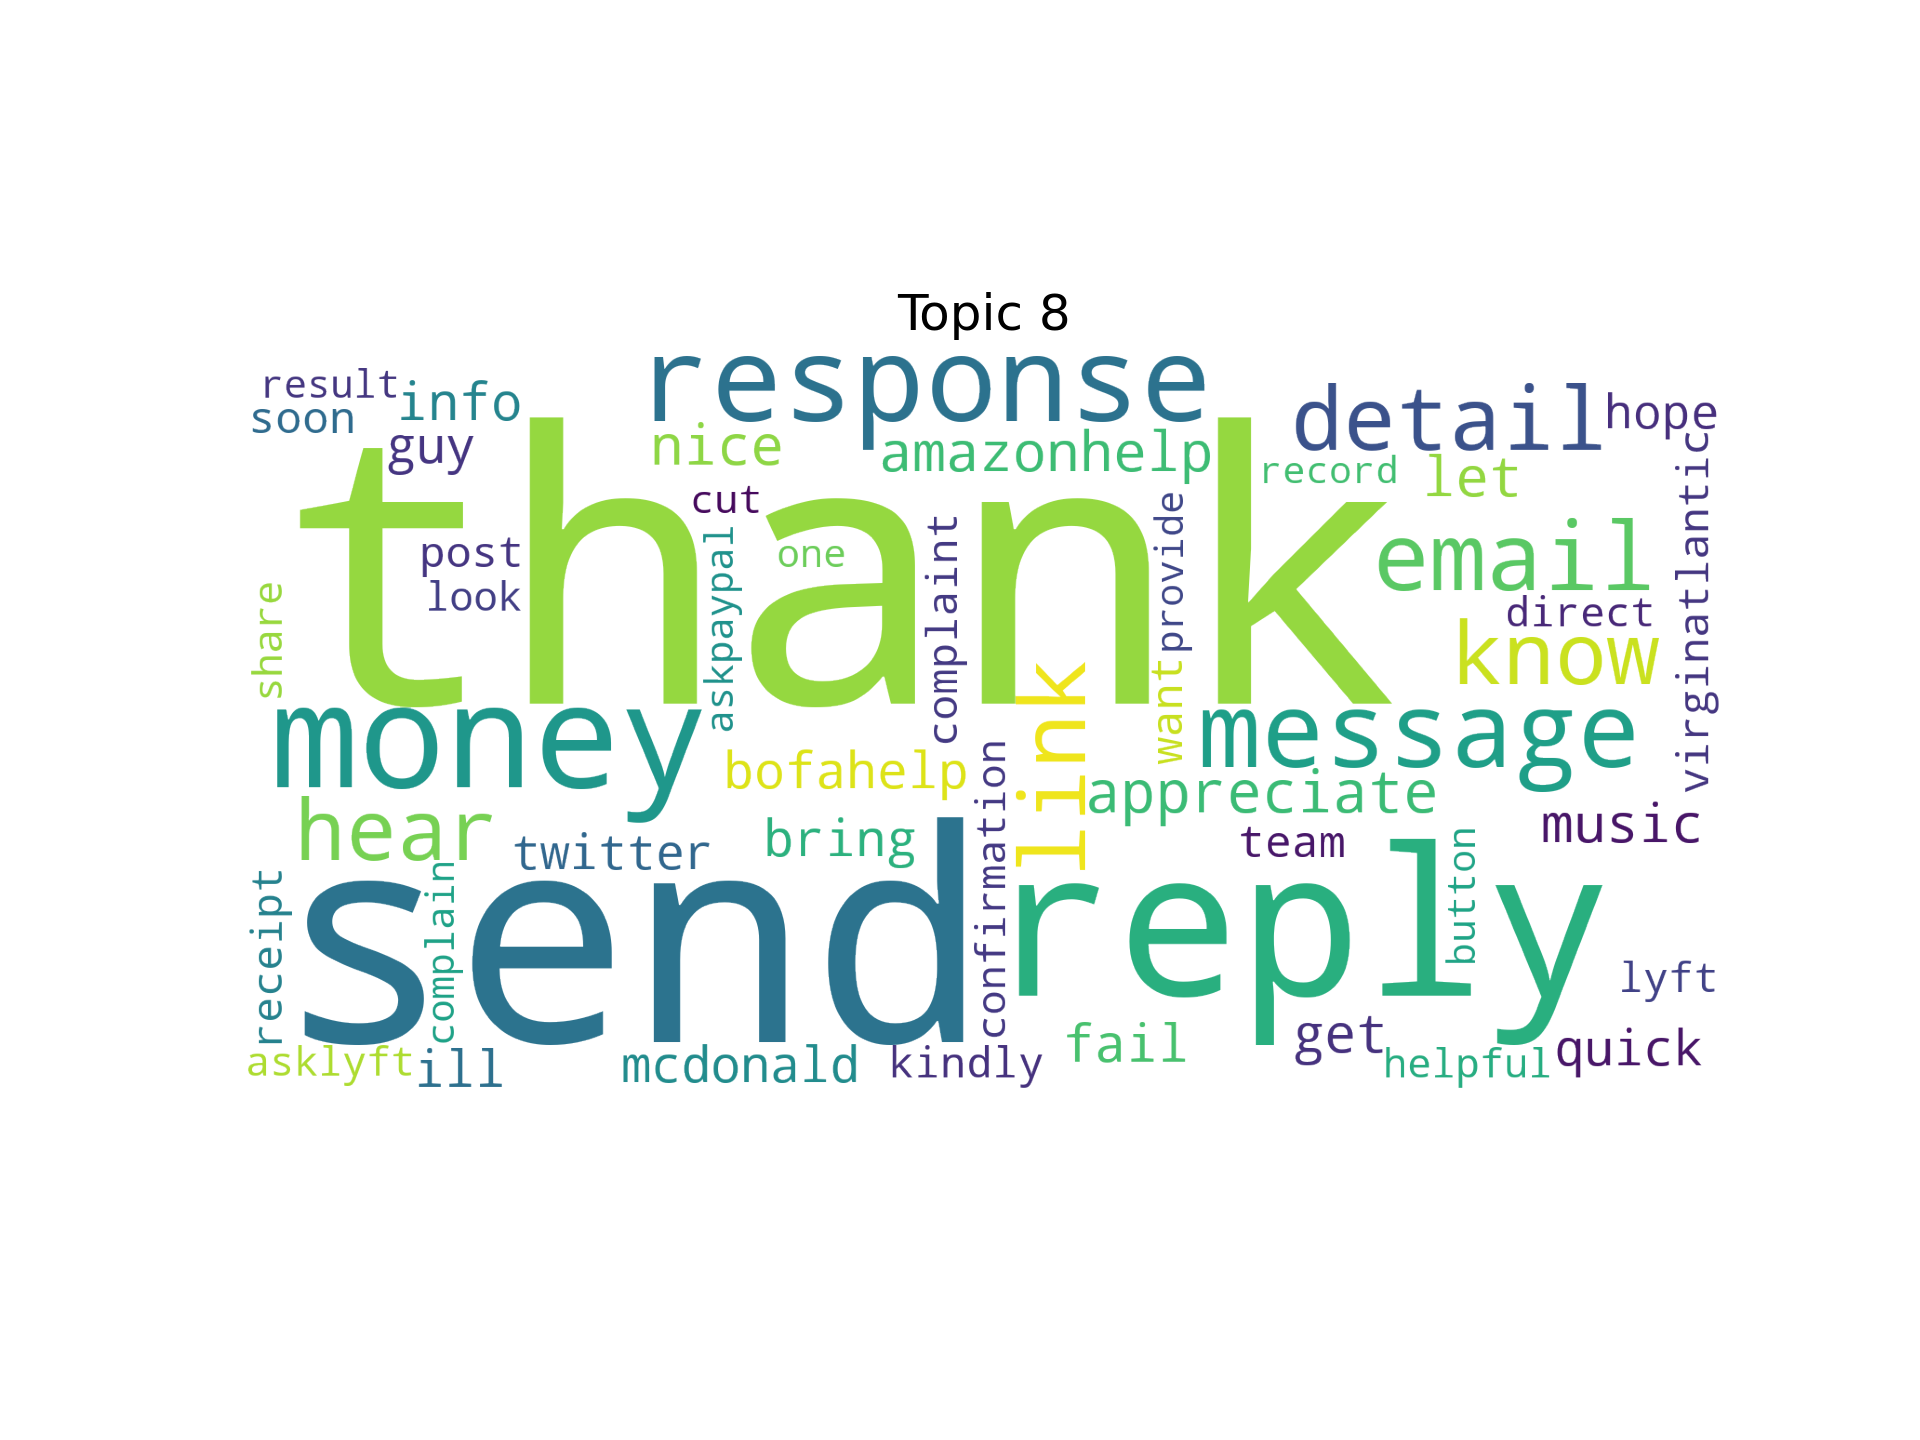 Topic 8
response
result
info
detail
hope
soon
guy
nice
amazonhelp
record
let
thank
cut
post
one
look
share
askpaypal
complaint
provide
want
email
direct
know
virginatlantic
money
link
message
bofahelp
appreciate
hear
twitter
bring
team
music
confirmation
button
send
reply
receipt
complain
lyft
asklyft
ill
mcdonald
kindly
fail
get
helpful
quick